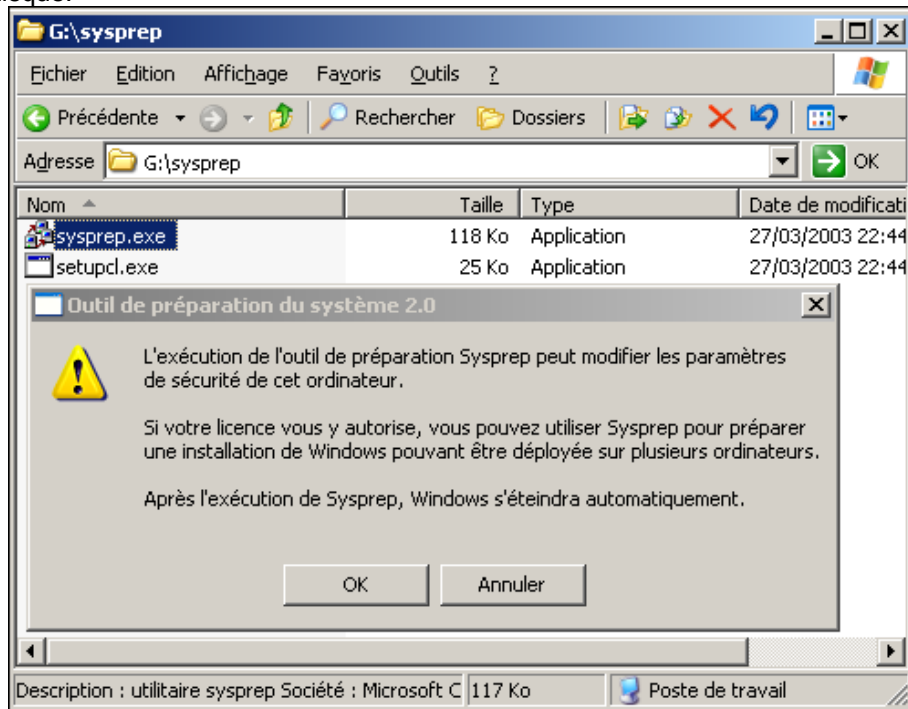 G:\sysprep
Fichier Edition Affichage Favoris Outils ?
Précédente Rechercher Dossiers
Adresse G:\sysprep OK
Nom Taille Type Date de modificati
sysprep.exe 118 Ko Application 27/03/2003 22:44
setupcl.exe 25 Ko Application 27/03/2003 22:44
Outil de préparation du système 2.0
L'exécution de l'outil de préparation Sysprep peut modifier les paramètres
de sécurité de cet ordinateur.
Si votre licence vous y autorise, vous pouvez utiliser Sysprep pour préparer
une installation de Windows pouvant être déployée sur plusieurs ordinateurs.
Après l'exécution de Sysprep, Windows s'éteindra automatiquement.
OK Annuler
Description : utilitaire sysprep Société : Microsoft C 117 Ko Poste de travail